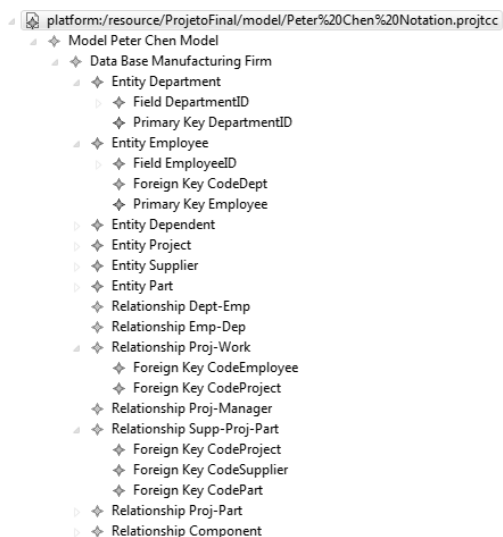 platform:/resource/ProjetoFinal/model/Peter%20Chen%20Notation.projtcc
Model Peter Chen Model
Data Base Manufacturing Firm
Entity Department
Field DepartmentID
Primary Key DepartmentID
Entity Employee
Field EmployeeID
Foreign Key CodeDept
Primary Key Employee
Entity Dependent
Entity Project
Entity Supplier
Entity Part
Relationship Dept-Emp
Relationship Emp-Dep
Relationship Proj-Work
Foreign Key CodeEmployee
Foreign Key CodeProject
Relationship Proj-Manager
Relationship Supp-Proj-Part
Foreign Key CodeProject
Foreign Key CodeSupplier
Foreign Key CodePart
Relationship Proj-Part
Relationship Component